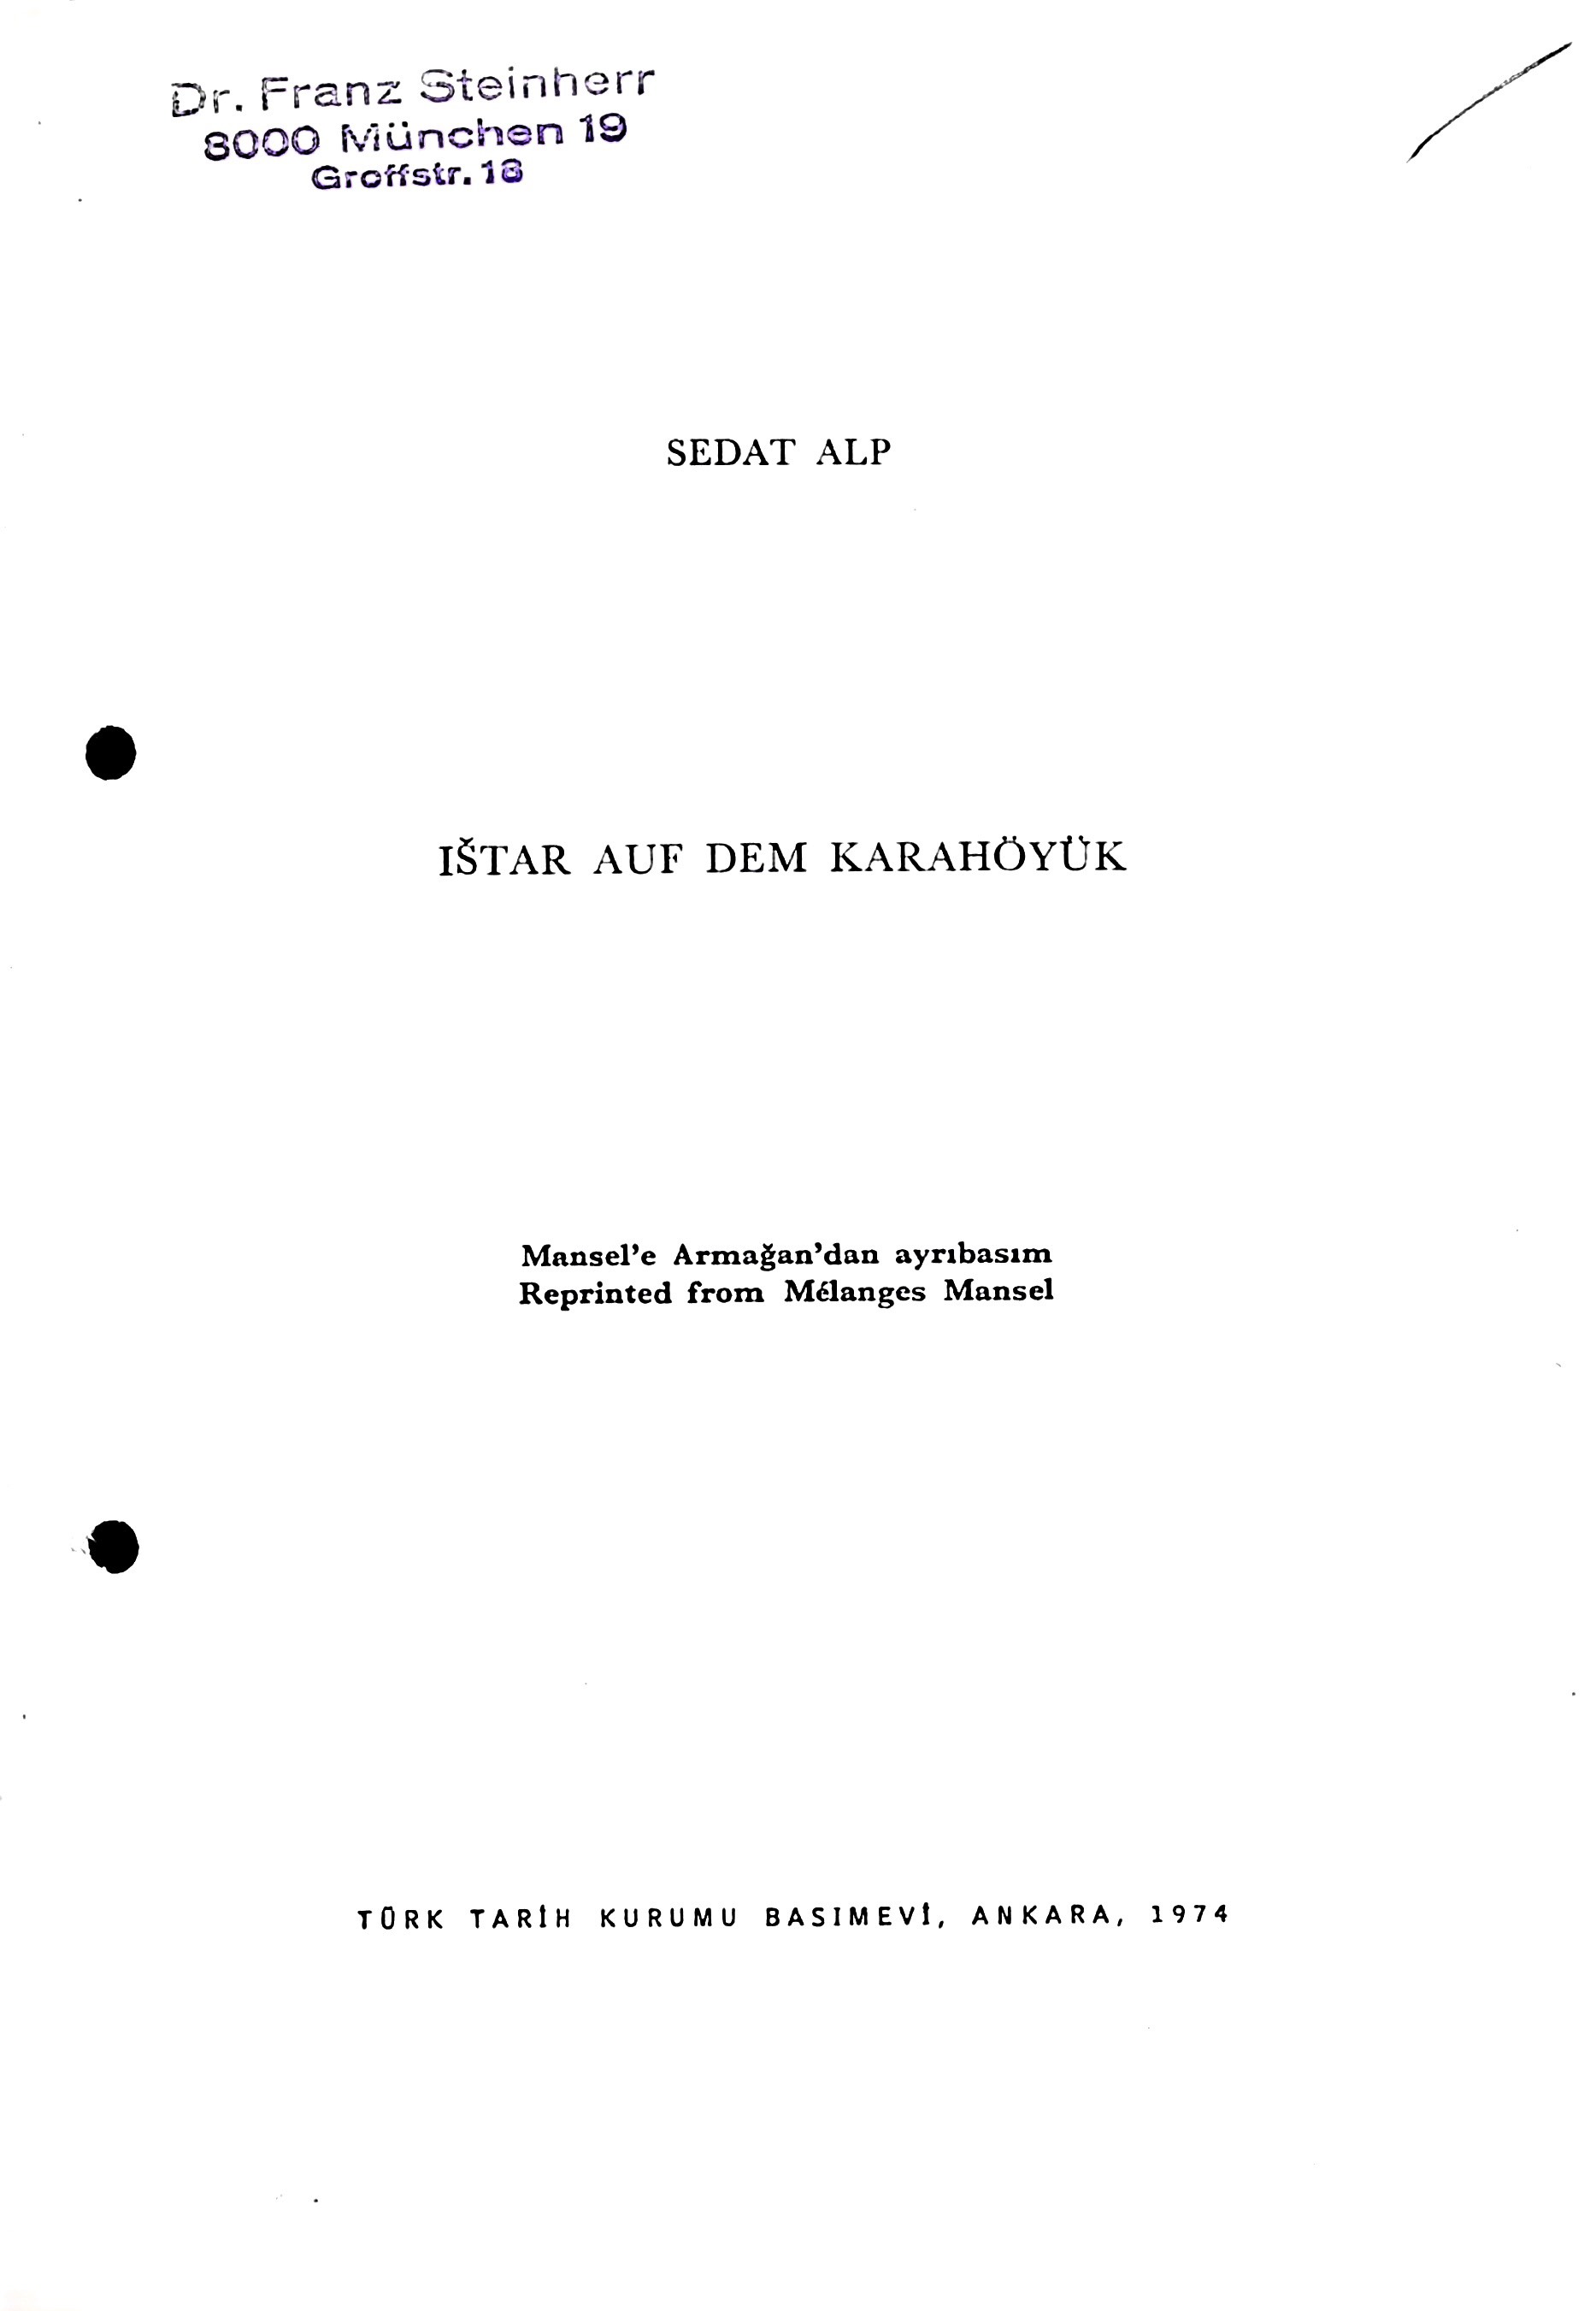 Dr. Franz Steinherr
8000 München 19
Groffstr. 18
SEDAT ALP
IŠTAR AUF DEM KARAHÖYÜK
Mansel'e Armağan'dan ayrıbasım
Reprinted from Mélanges Mansel
TÜRK TARİH KURUMU BASIMEVİ, ANKARA, 1974